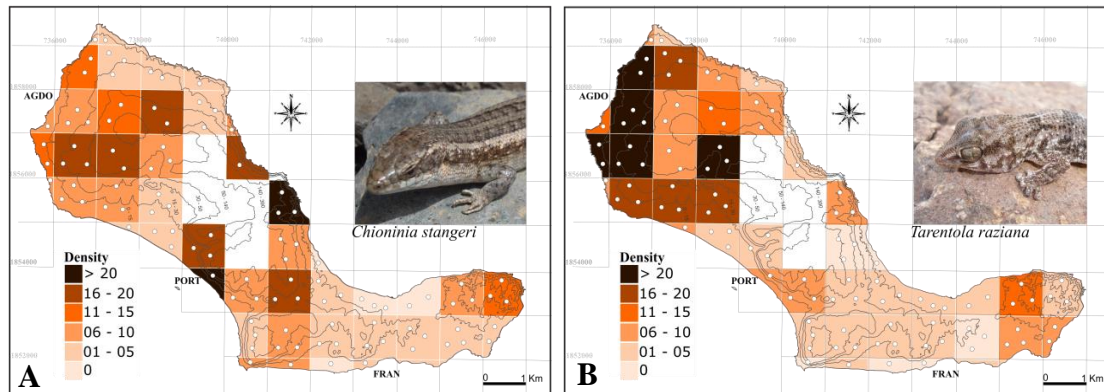 736000 738000 740000 742000 744000 746000
1858000
AGDO
N
1856000
Chioninia stangeri
Density
> 20
16 - 20
11 - 15
06 - 10
01 - 05
0
1854000
PORT
1852000
FRAN
0 1 Km
A
736000 738000 740000 742000 744000 746000
1858000
AGDO
N
1856000
Tarentola raziana
Density
> 20
16 - 20
11 - 15
06 - 10
01 - 05
0
1854000
PORT
1852000
FRAN
0 1 Km
B